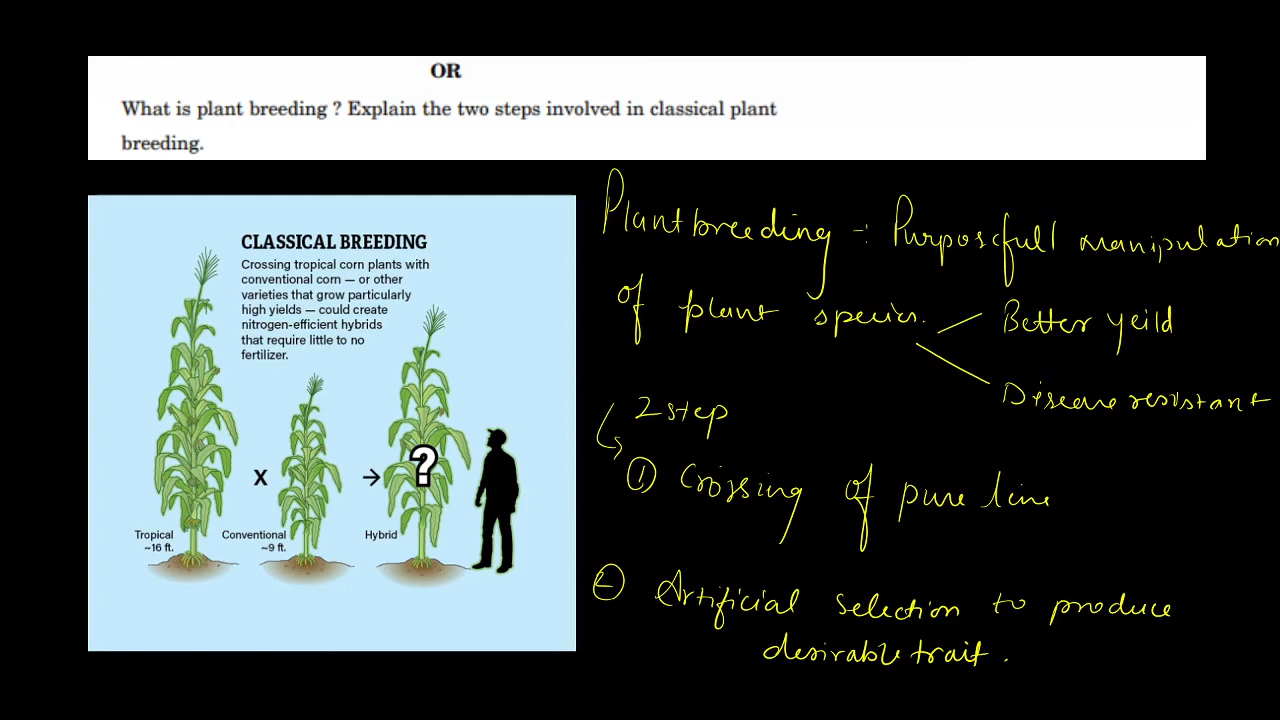 OR
What is plant breeding ? Explain the two steps involved in classical plant
breeding.
CLASSICAL BREEDING
Crossing tropical corn plants with
conventional corn — or other
varieties that grow particularly
high yields — could create
nitrogen-efficient hybrids
that require little to no
fertilizer.
X
→
?
Tropical
~16 ft.
Conventional
~9 ft.
Hybrid
Plant breeding -: Purposefull manipulation
of plant species.
Better yeild
Disease resistant
2 step
① Crossing of pure line
② Artificial selection to produce
desirable trait.